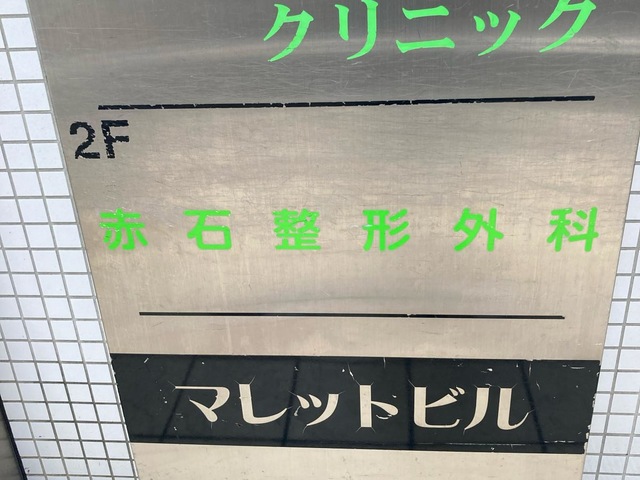 クリニック
2F
赤石整形外科
マレットビル